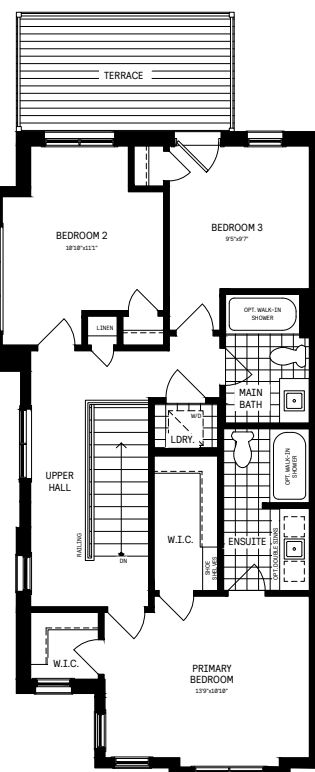 TERRACE
BEDROOM 2
10'10"x11'1"
BEDROOM 3
9'5"x9'7"
LINEN
OPT. WALK-IN
SHOWER
MAIN
BATH
W/D
LDRY.
UPPER
HALL
RAILING
DN
W.I.C.
SHOE
SHELVES
ENSUITE
OPT. WALK-IN
SHOWER
OPT. DOUBLE SINKS
W.I.C.
PRIMARY
BEDROOM
13'9"x10'10"